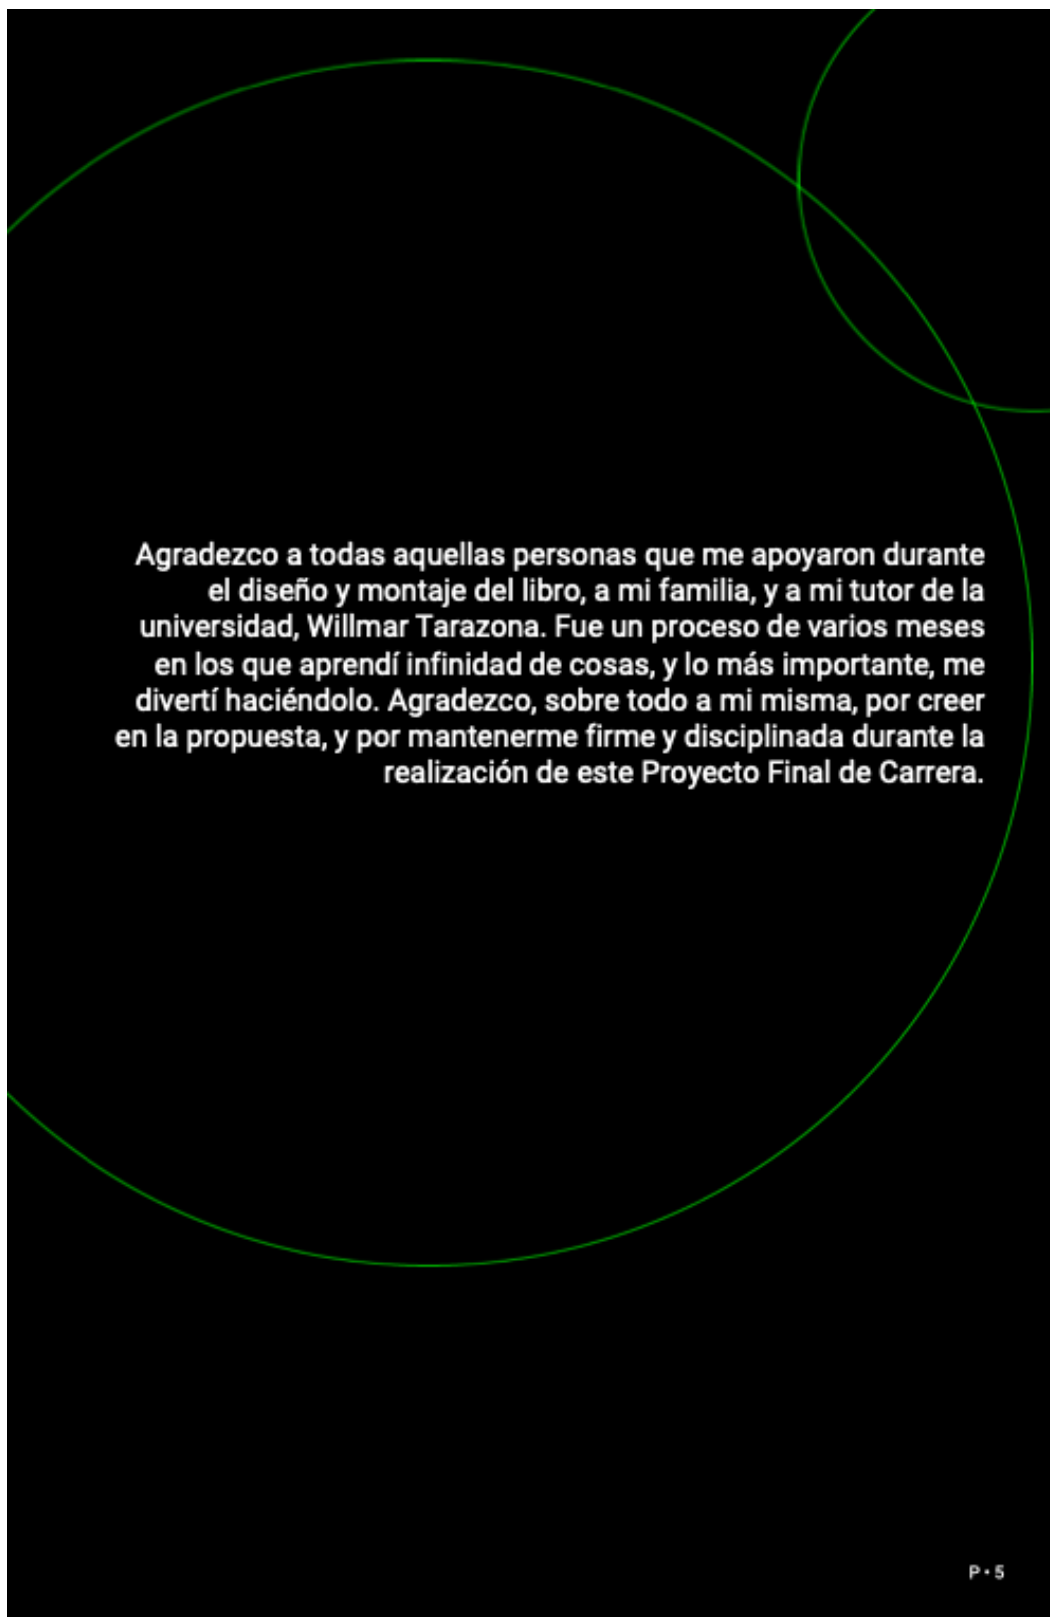 Agradezco a todas aquellas personas que me apoyaron durante
el diseño y montaje del libro, a mi familia, y a mi tutor de la
universidad, Willmar Tarazona. Fue un proceso de varios meses
en los que aprendí infinidad de cosas, y lo más importante, me
divertí haciéndolo. Agradezco, sobre todo a mi misma, por creer
en la propuesta, y por mantenerme firme y disciplinada durante la
realización de este Proyecto Final de Carrera.
P • 5